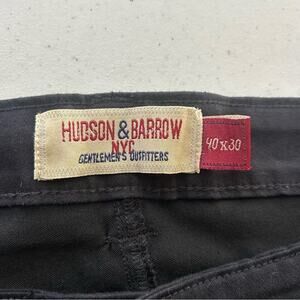 HUDSON & BARROW
NYC
GENTLEMEN'S OUTFITTERS
40x30